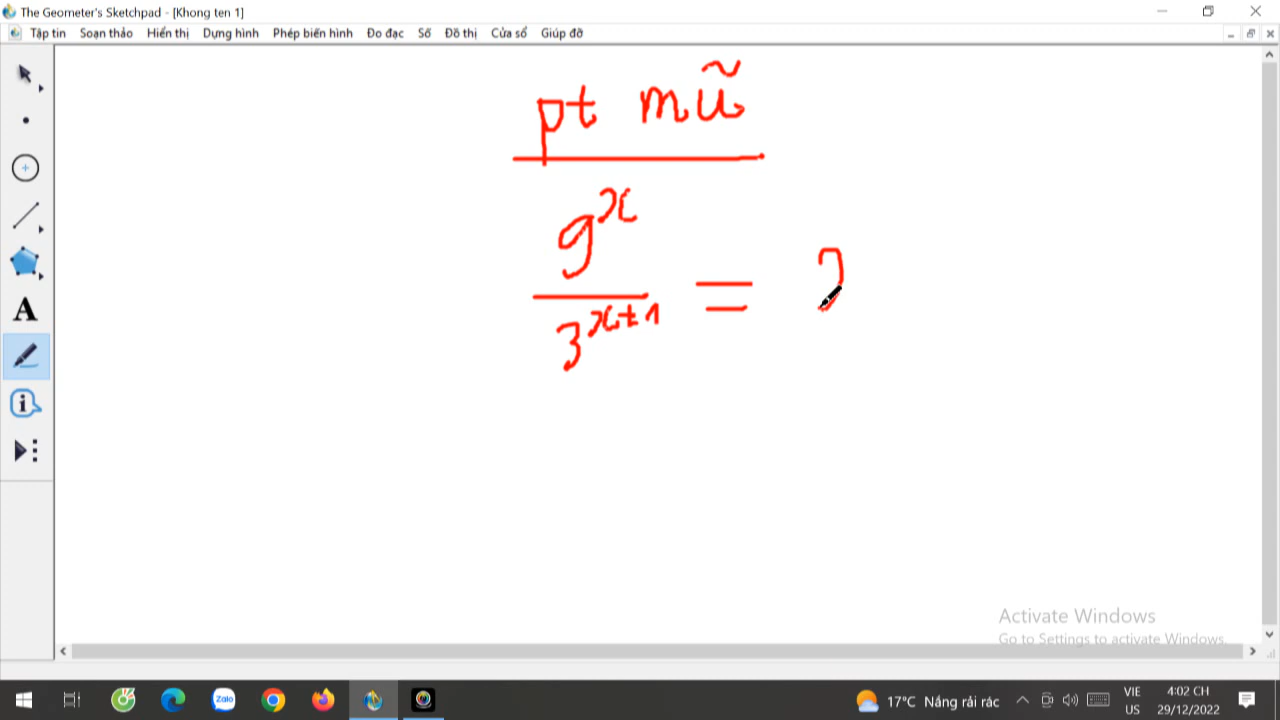 The Geometer's Sketchpad - [Khong ten 1]
Tập tin Soạn thảo Hiển thị Dựng hình Phép biến hình Đo đạc Số Đồ thị Cửa sổ Giúp đỡ
pt mũ
9^x
3^{x+1} =
A
Activate Windows
Go to Settings to activate Windows.
Zalo
17°C Nắng rải rác
VIE
US
4:02 CH
29/12/2022